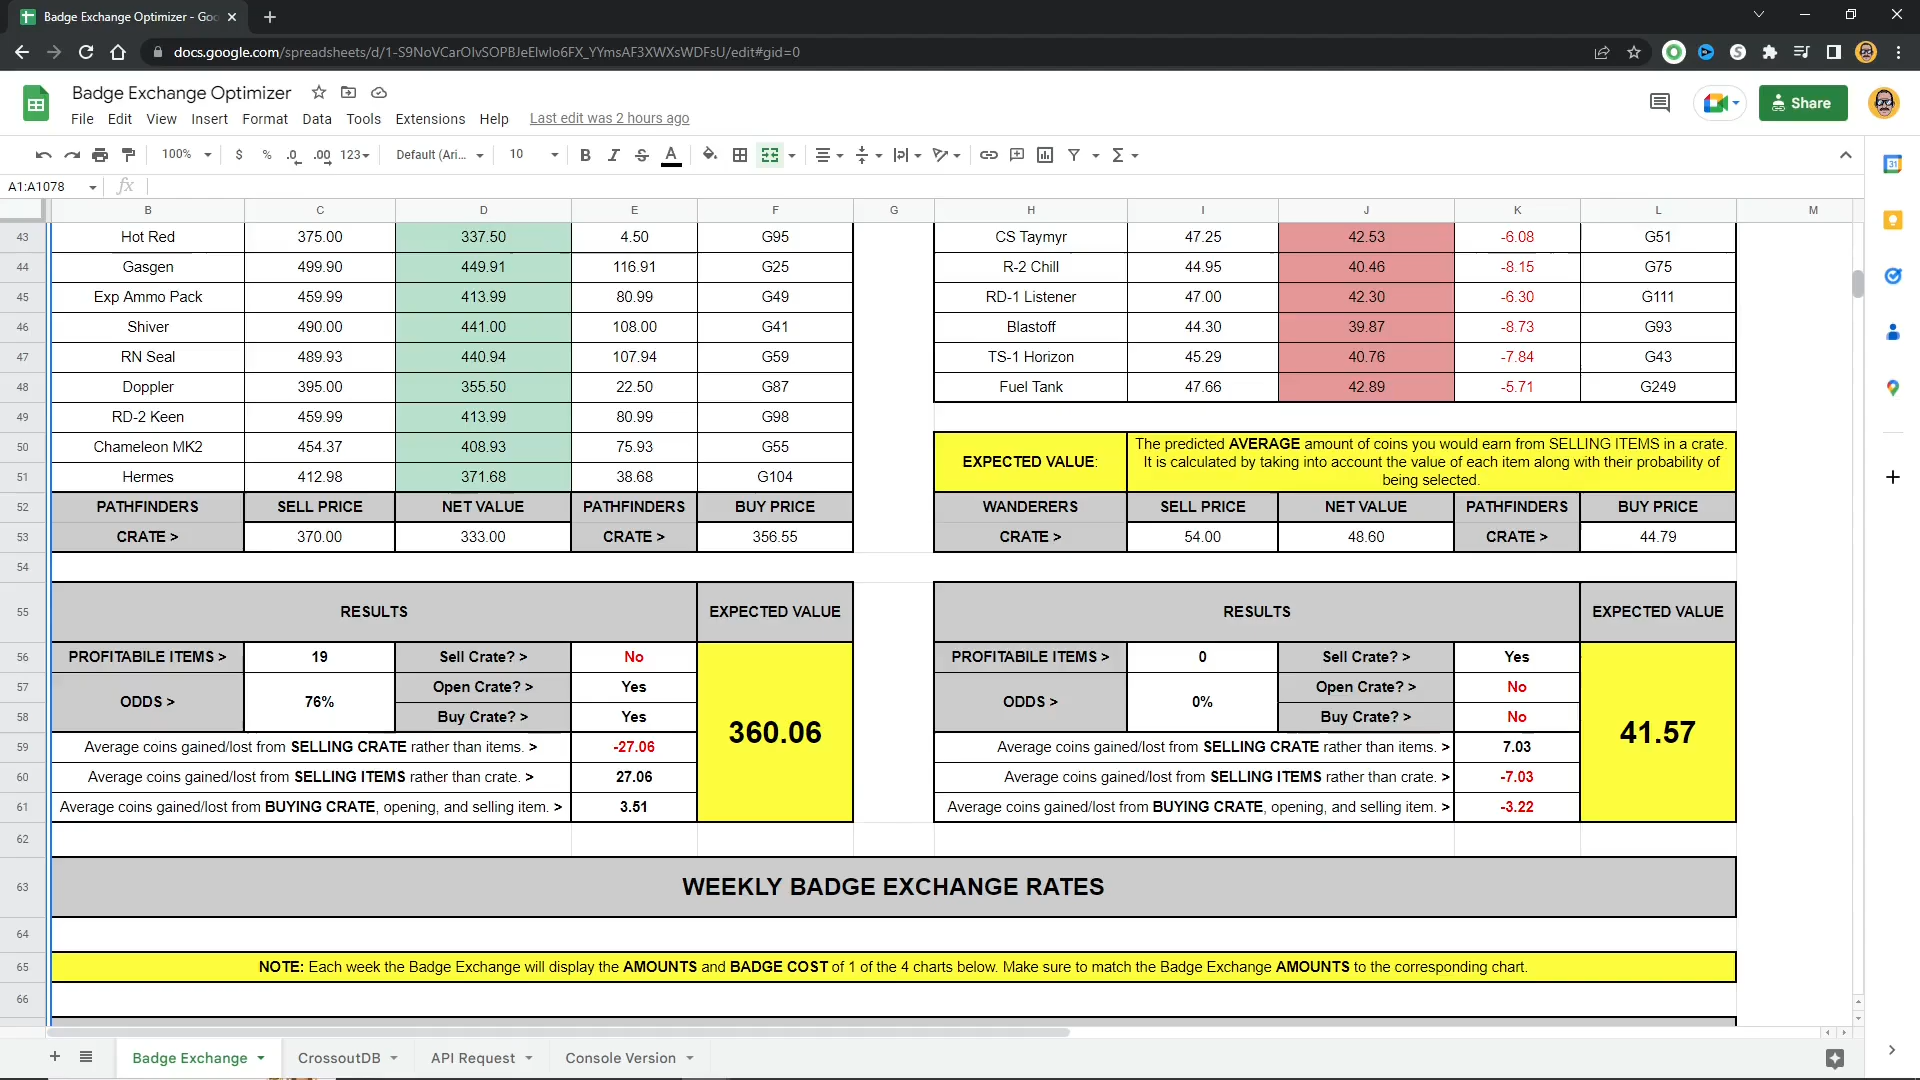 Badge Exchange Optimizer - Goo
docs.google.com/spreadsheets/d/1-S9NoVCarOlvSOPBJeElwIo6FX_YYmsAF3XWXsWDFsU/edit#gid=0
Badge Exchange Optimizer
File Edit View Insert Format Data Tools Extensions Help Last edit was 2 hours ago
Share
100% $ % .0 .00 123 Default (Ari... 10 B I S A
A1:A1078 fx
B C D E F G H I J K L M
43 Hot Red 375.00 337.50 4.50 G95 CS Taymyr 47.25 42.53 -6.08 G51
44 Gasgen 499.90 449.91 116.91 G25 R-2 Chill 44.95 40.46 -8.15 G75
45 Exp Ammo Pack 459.99 413.99 80.99 G49 RD-1 Listener 47.00 42.30 -6.30 G111
46 Shiver 490.00 441.00 108.00 G41 Blastoff 44.30 39.87 -8.73 G93
47 RN Seal 489.93 440.94 107.94 G59 TS-1 Horizon 45.29 40.76 -7.84 G43
48 Doppler 395.00 355.50 22.50 G87 Fuel Tank 47.66 42.89 -5.71 G249
49 RD-2 Keen 459.99 413.99 80.99 G98
50 Chameleon MK2 454.37 408.93 75.93 G55
51 Hermes 412.98 371.68 38.68 G104
EXPECTED VALUE:
The predicted AVERAGE amount of coins you would earn from SELLING ITEMS in a crate.
It is calculated by taking into account the value of each item along with their probability of
being selected.
52 PATHFINDERS SELL PRICE NET VALUE PATHFINDERS BUY PRICE WANDERERS SELL PRICE NET VALUE PATHFINDERS BUY PRICE
53 CRATE > 370.00 333.00 CRATE > 356.55 CRATE > 54.00 48.60 CRATE > 44.79
54
55 RESULTS EXPECTED VALUE RESULTS EXPECTED VALUE
56 PROFITABILE ITEMS > 19 Sell Crate? > No PROFITABILE ITEMS > 0 Sell Crate? > Yes
57 Open Crate? > Yes Open Crate? > No
ODDS > 76% ODDS > 0%
58 Buy Crate? > Yes Buy Crate? > No
360.06 41.57
59 Average coins gained/lost from SELLING CRATE rather than items. > -27.06 Average coins gained/lost from SELLING CRATE rather than items. > 7.03
60 Average coins gained/lost from SELLING ITEMS rather than crate. > 27.06 Average coins gained/lost from SELLING ITEMS rather than crate. > -7.03
61 Average coins gained/lost from BUYING CRATE, opening, and selling item. > 3.51 Average coins gained/lost from BUYING CRATE, opening, and selling item. > -3.22
62
63 WEEKLY BADGE EXCHANGE RATES
64
65 NOTE: Each week the Badge Exchange will display the AMOUNTS and BADGE COST of 1 of the 4 charts below. Make sure to match the Badge Exchange AMOUNTS to the corresponding chart.
66
Badge Exchange CrossoutDB API Request Console Version